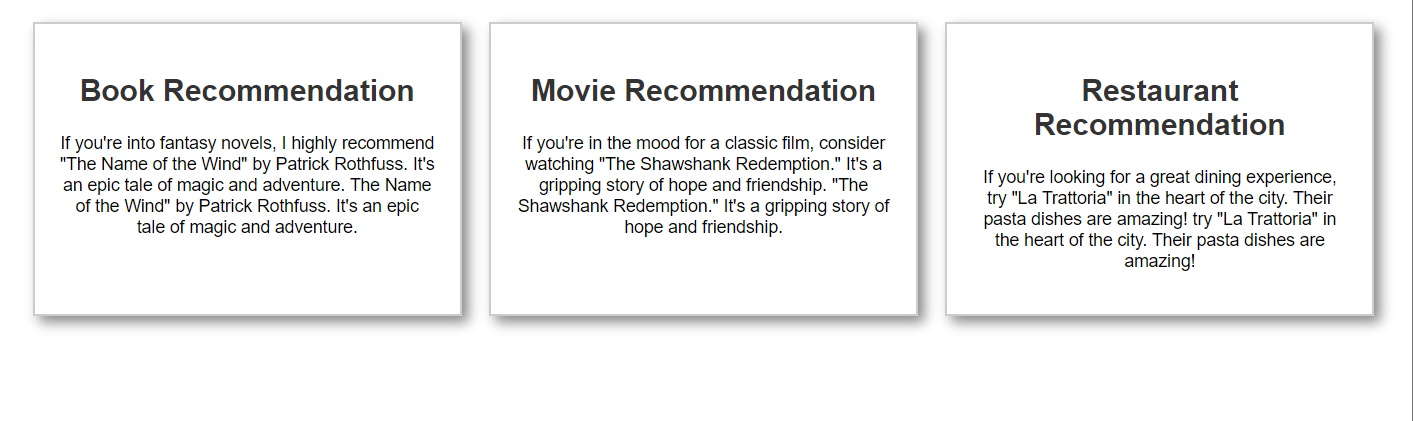 Book Recommendation
If you're into fantasy novels, I highly recommend
"The Name of the Wind" by Patrick Rothfuss. It's
an epic tale of magic and adventure. The Name
of the Wind" by Patrick Rothfuss. It's an epic
tale of magic and adventure.
Movie Recommendation
If you're in the mood for a classic film, consider
watching "The Shawshank Redemption." It's a
gripping story of hope and friendship. "The
Shawshank Redemption." It's a gripping story of
hope and friendship.
Restaurant
Recommendation
If you're looking for a great dining experience,
try "La Trattoria" in the heart of the city. Their
pasta dishes are amazing! try "La Trattoria" in
the heart of the city. Their pasta dishes are
amazing!